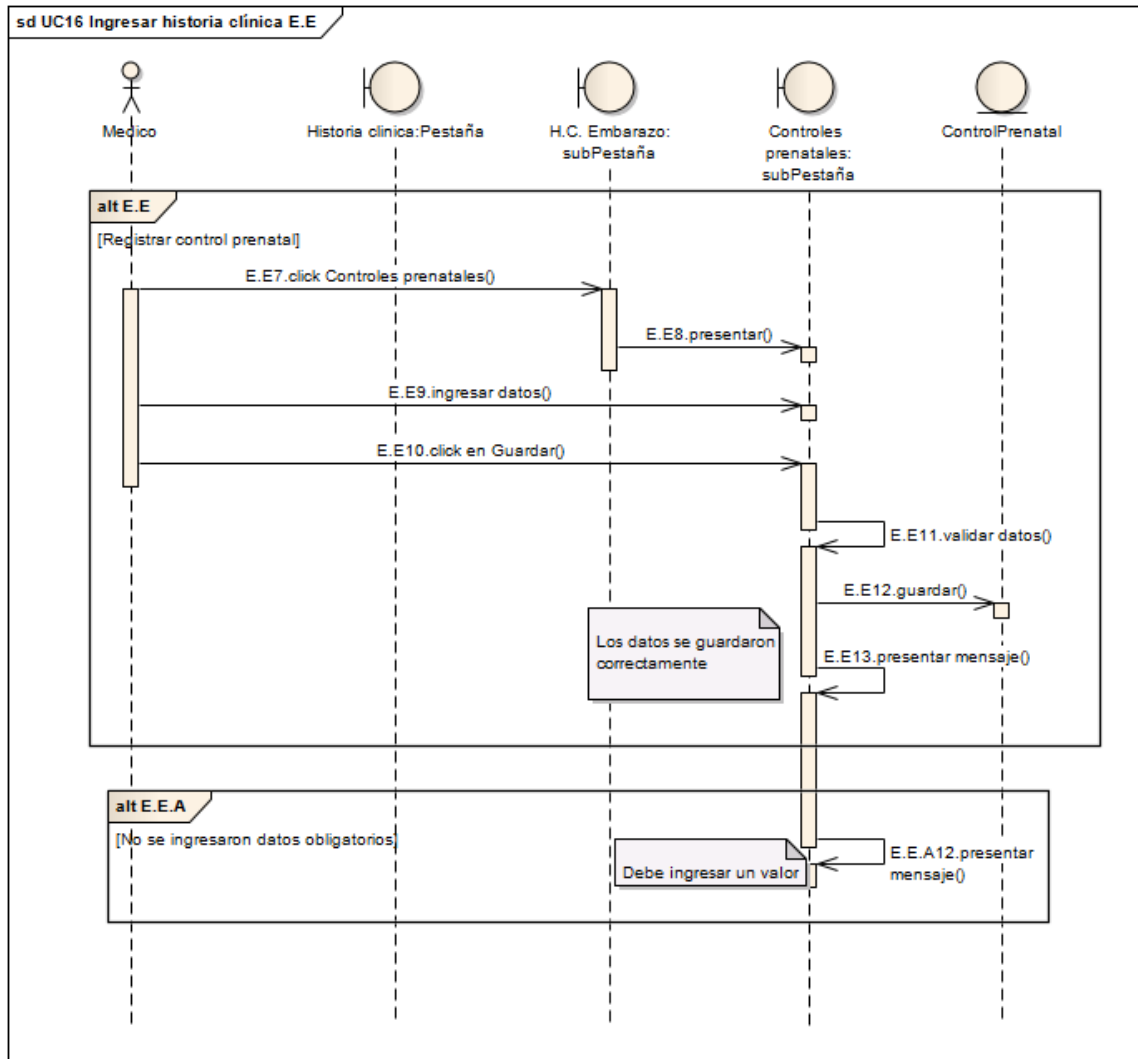 sd UC16 Ingresar historia clínica E.E
Medico
Historia clinica:Pestaña
H.C. Embarazo:
subPestaña
Controles
prenatales:
subPestaña
ControlPrenatal
alt E.E
[Registrar control prenatal]
E.E7.click Controles prenatales()
E.E8.presentar()
E.E9.ingresar datos()
E.E10.click en Guardar()
E.E11.validar datos()
E.E12.guardar()
Los datos se guardaron
correctamente
E.E13.presentar mensaje()
alt E.E.A
[No se ingresaron datos obligatorios]
Debe ingresar un valor
E.E.A12.presentar
mensaje()